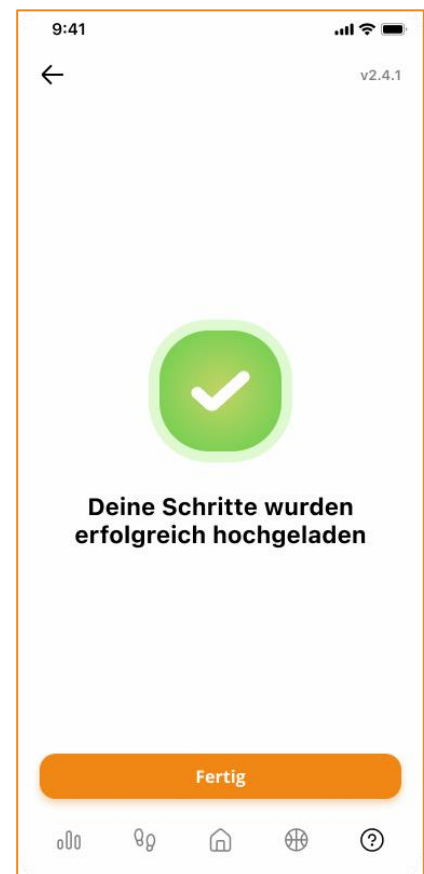 9:41
v2.4.1
Deine Schritte wurden
erfolgreich hochgeladen
Fertig